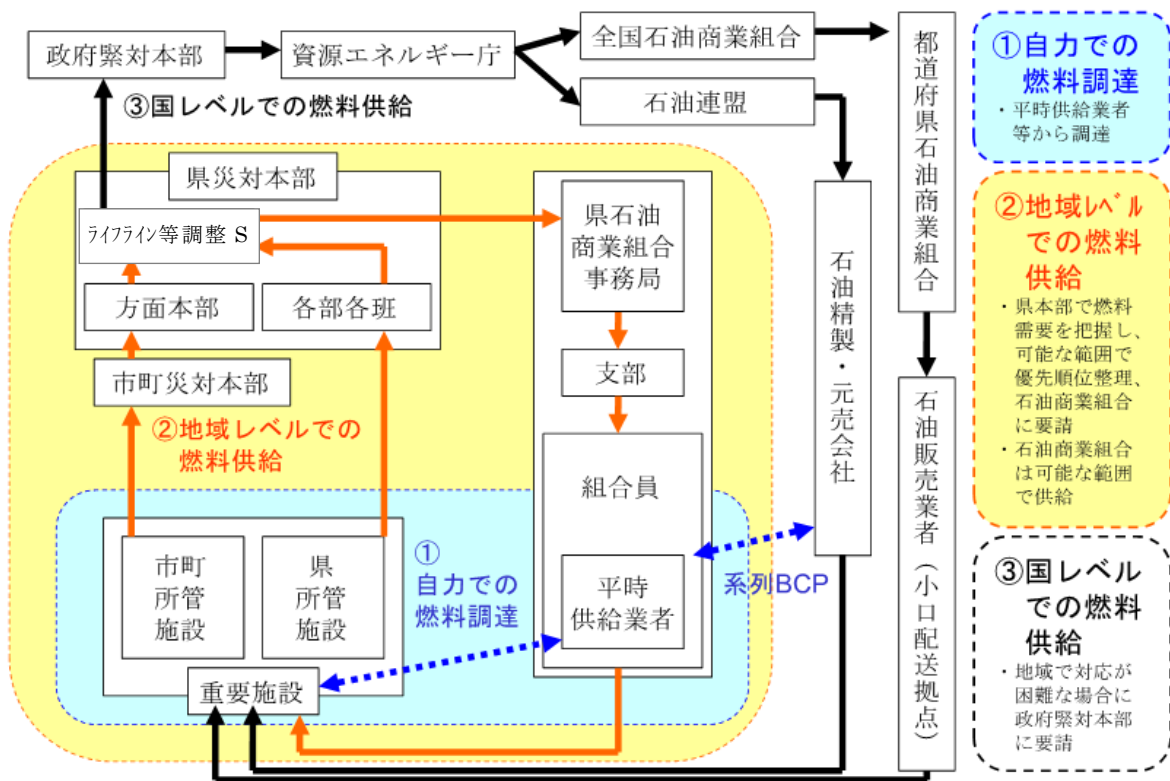 政府緊対本部
資源エネルギー庁
全国石油商業組合
石油連盟
都道府県石油商業組合
③国レベルでの燃料供給
県災対本部
ﾗｲﾌﾗｲﾝ等調整 S
方面本部
各部各班
市町災対本部
②地域レベルでの
燃料供給
県石油
商業組合
事務局
支部
組合員
平時
供給業者
石油精製・元売会社
石油販売業者（小口配送拠点）
市町
所管
施設
県
所管
施設
重要施設
①
自力での
燃料調達
系列BCP
①自力での
燃料調達
・平時供給業者
等から調達
②地域ﾚﾍﾞﾙ
での燃料
供給
・県本部で燃料
需要を把握し、
可能な範囲で
優先順位整理、
石油商業組合
に要請
・石油商業組合
は可能な範囲
で供給
③国レベル
での燃料
供給
・地域で対応が
困難な場合に
政府緊対本部
に要請